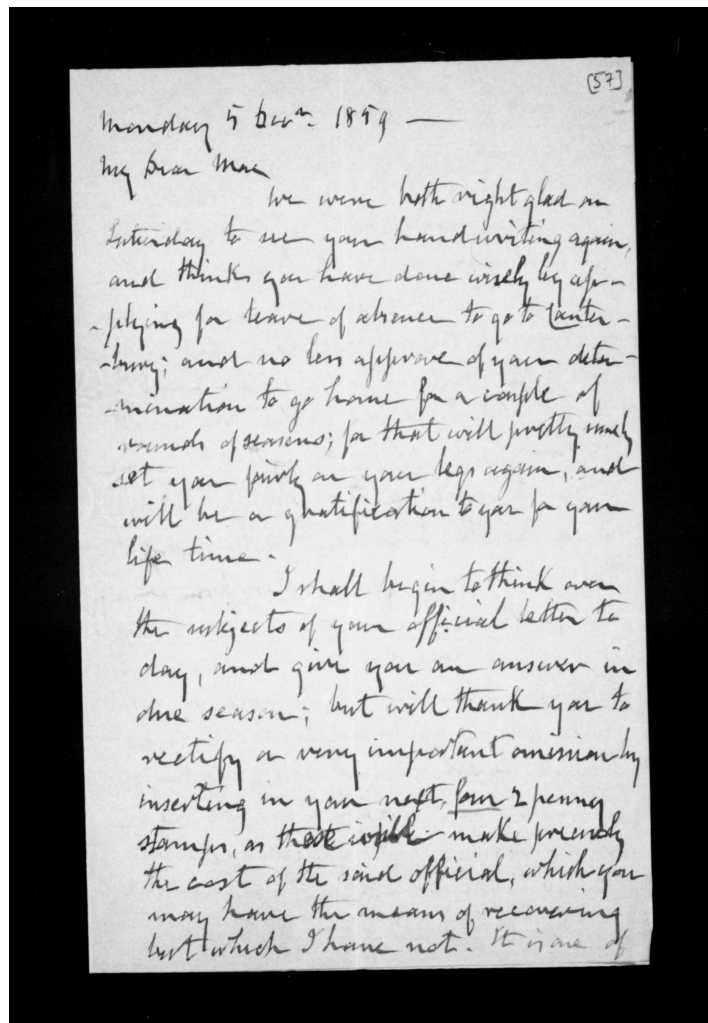 [57]
Monday 5 Decr. 1859 —
My Dear Mac
We were both right glad on
Saturday to see your handwriting again,
and thinks you have done wisely by ap-
-plying for leave of absence to go to Canter-
-bury; and no less approve of your deter-
-mination to go home for a couple of
rounds of seasons; for that will pretty surely
set you fairly on your legs again, and
will be a gratification to you for your
life time.
I shall begin to think over
the subjects of your official letter to
day, and give you an answer in
due season; but will thank you to
rectify a very important omission by
inserting in your next, four 2 penny
stamps, as these will make precisely
the cost of the said official, which you
may have the means of recovering
but which I have not. It is one of